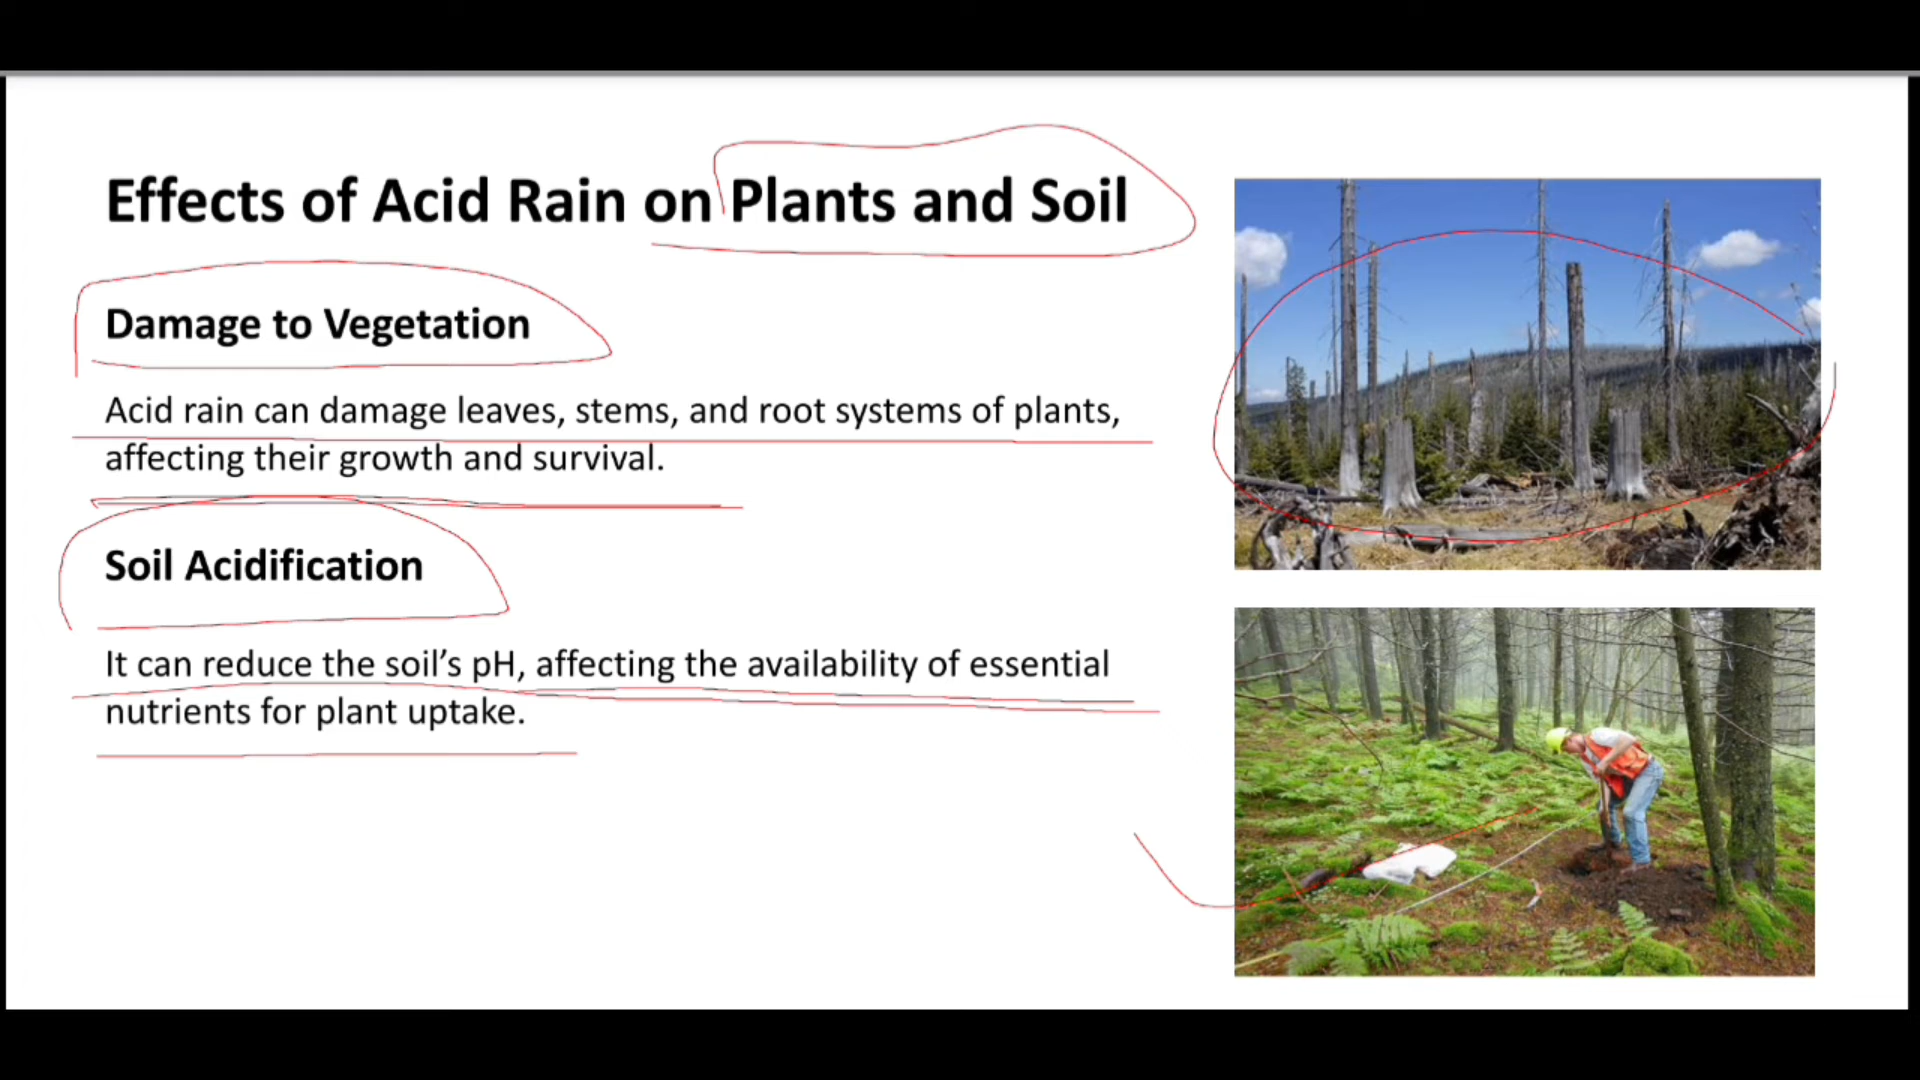 Effects of Acid Rain on Plants and Soil
Damage to Vegetation
Acid rain can damage leaves, stems, and root systems of plants,
affecting their growth and survival.
Soil Acidification
It can reduce the soil’s pH, affecting the availability of essential
nutrients for plant uptake.